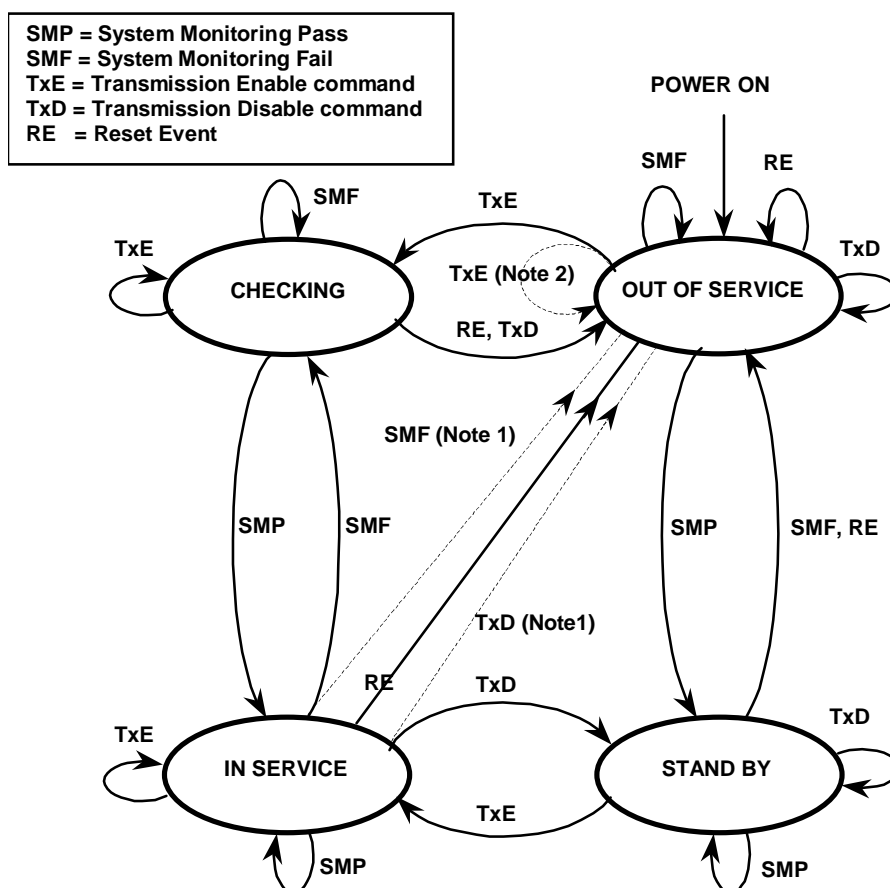 SMP = System Monitoring Pass
SMF = System Monitoring Fail
TxE = Transmission Enable command
TxD = Transmission Disable command
RE = Reset Event
POWER ON
SMF
SMF
RE
TxE
TxE
TxD
CHECKING
TxE (Note 2)
OUT OF SERVICE
RE, TxD
SMF (Note 1)
SMP
SMF
SMP
SMF, RE
TxD (Note1)
RE
TxD
TxE
TxD
IN SERVICE
STAND BY
TxE
SMP
SMP